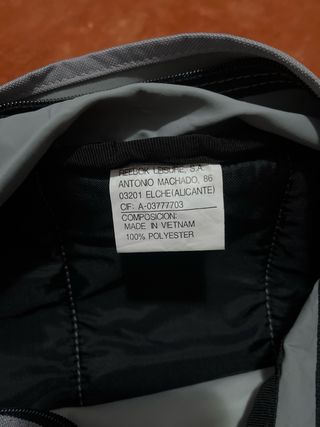 REEBOK LEISURE, S.A.
ANTONIO MACHADO, 86
03201 ELCHE(ALICANTE)
CIF: A-03777703
COMPOSICION:
MADE IN VIETNAM
100% POLYESTER